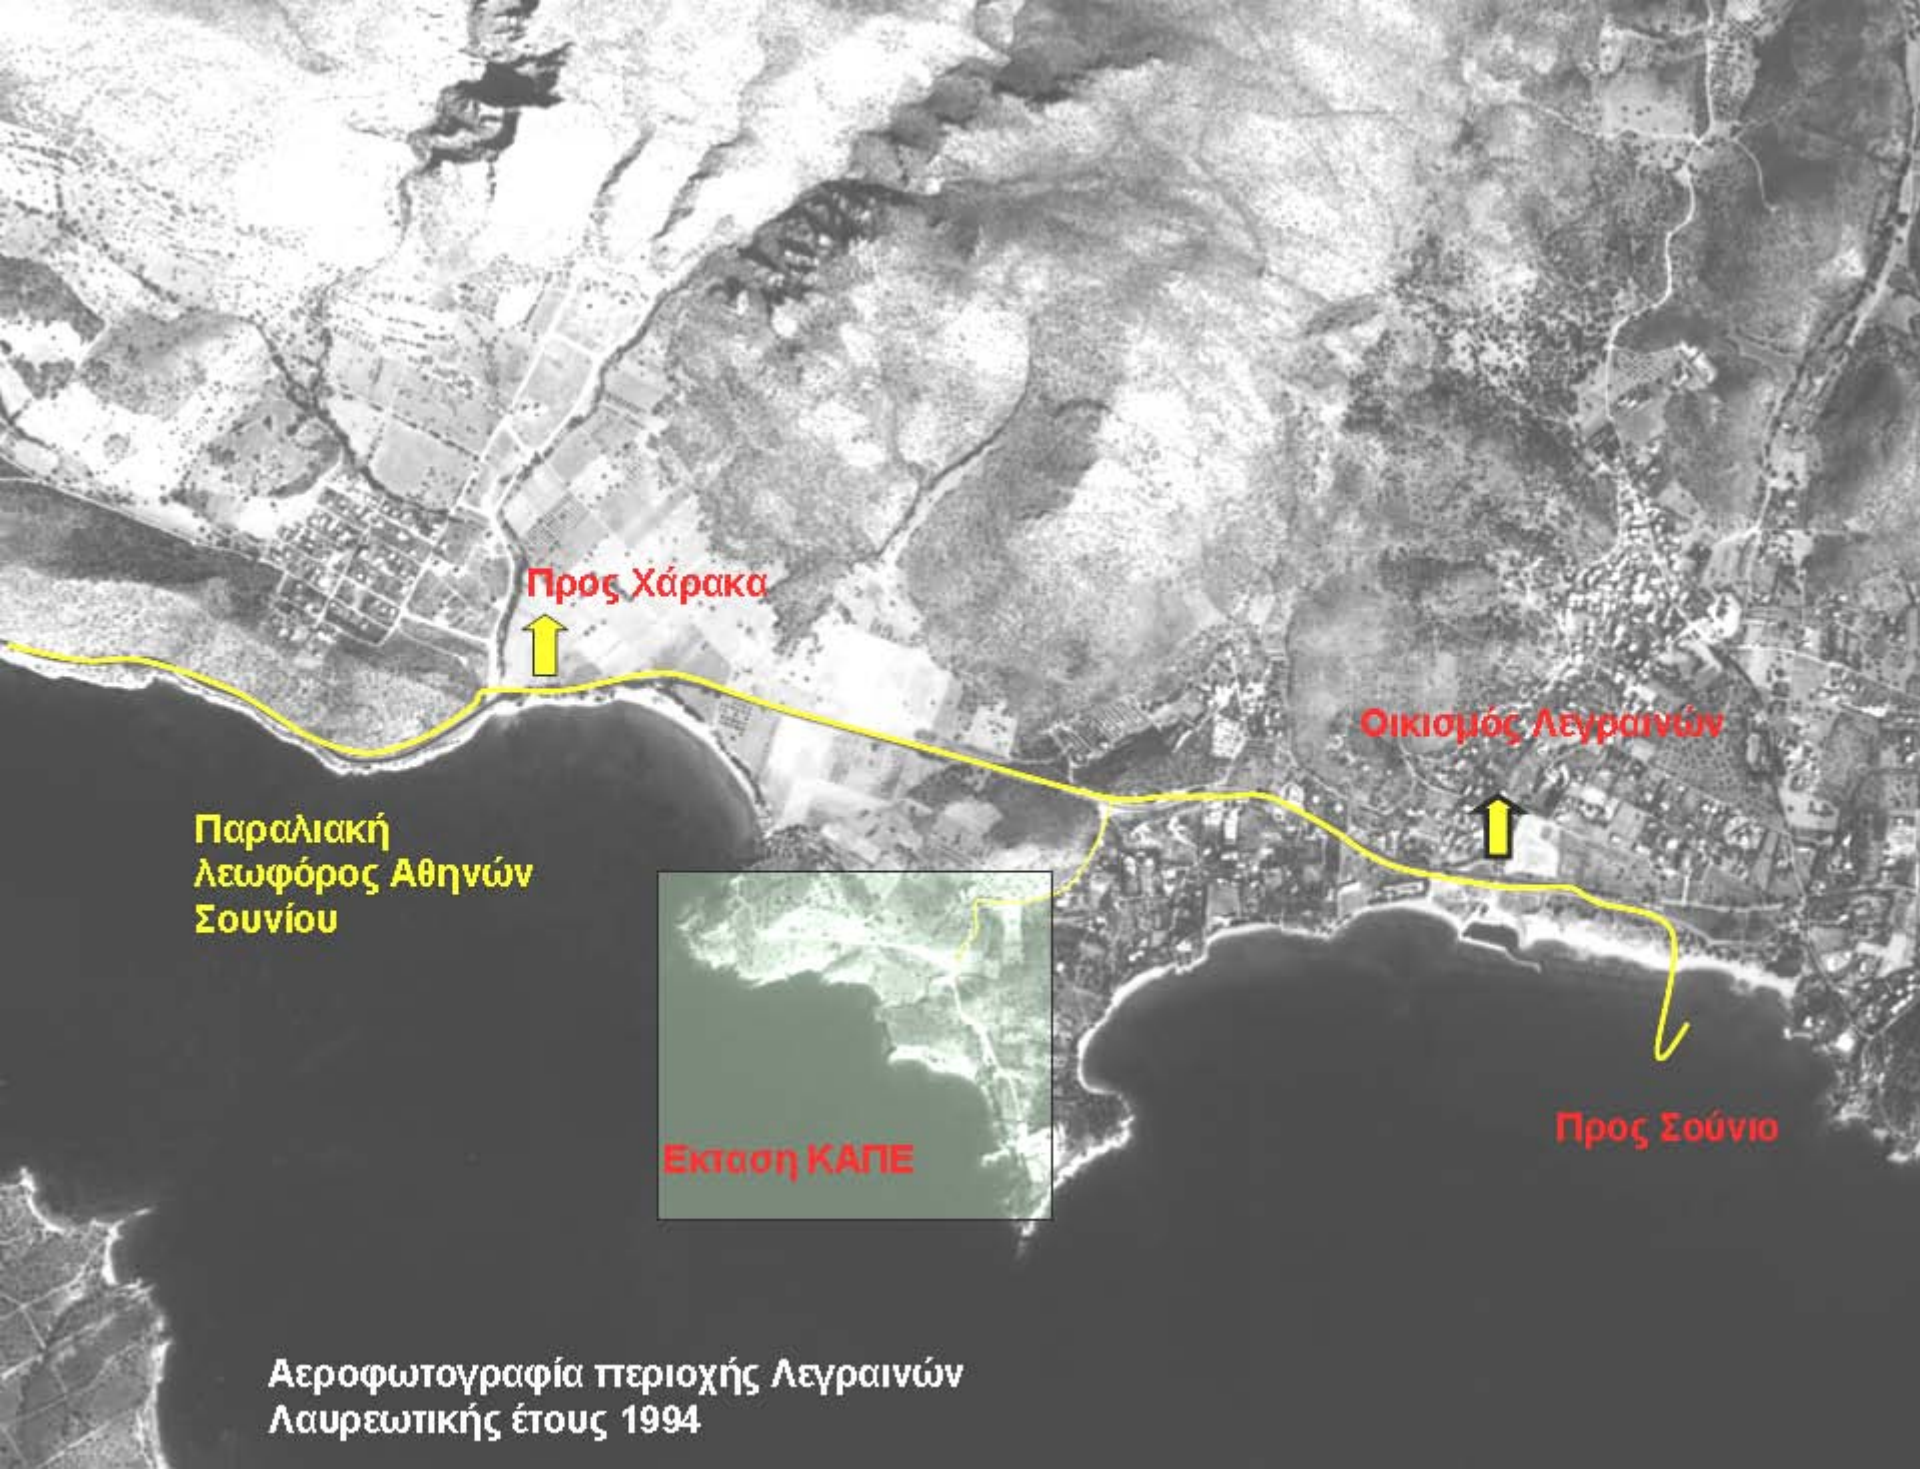 Προς Χάρακα
Οικισμός Λεγραινών
Παραλιακή
λεωφόρος Αθηνών
Σουνίου
Προς Σούνιο
Εκταση ΚΑΠΕ
Αεροφωτογραφία περιοχής Λεγραινών
Λαυρεωτικής έτους 1994